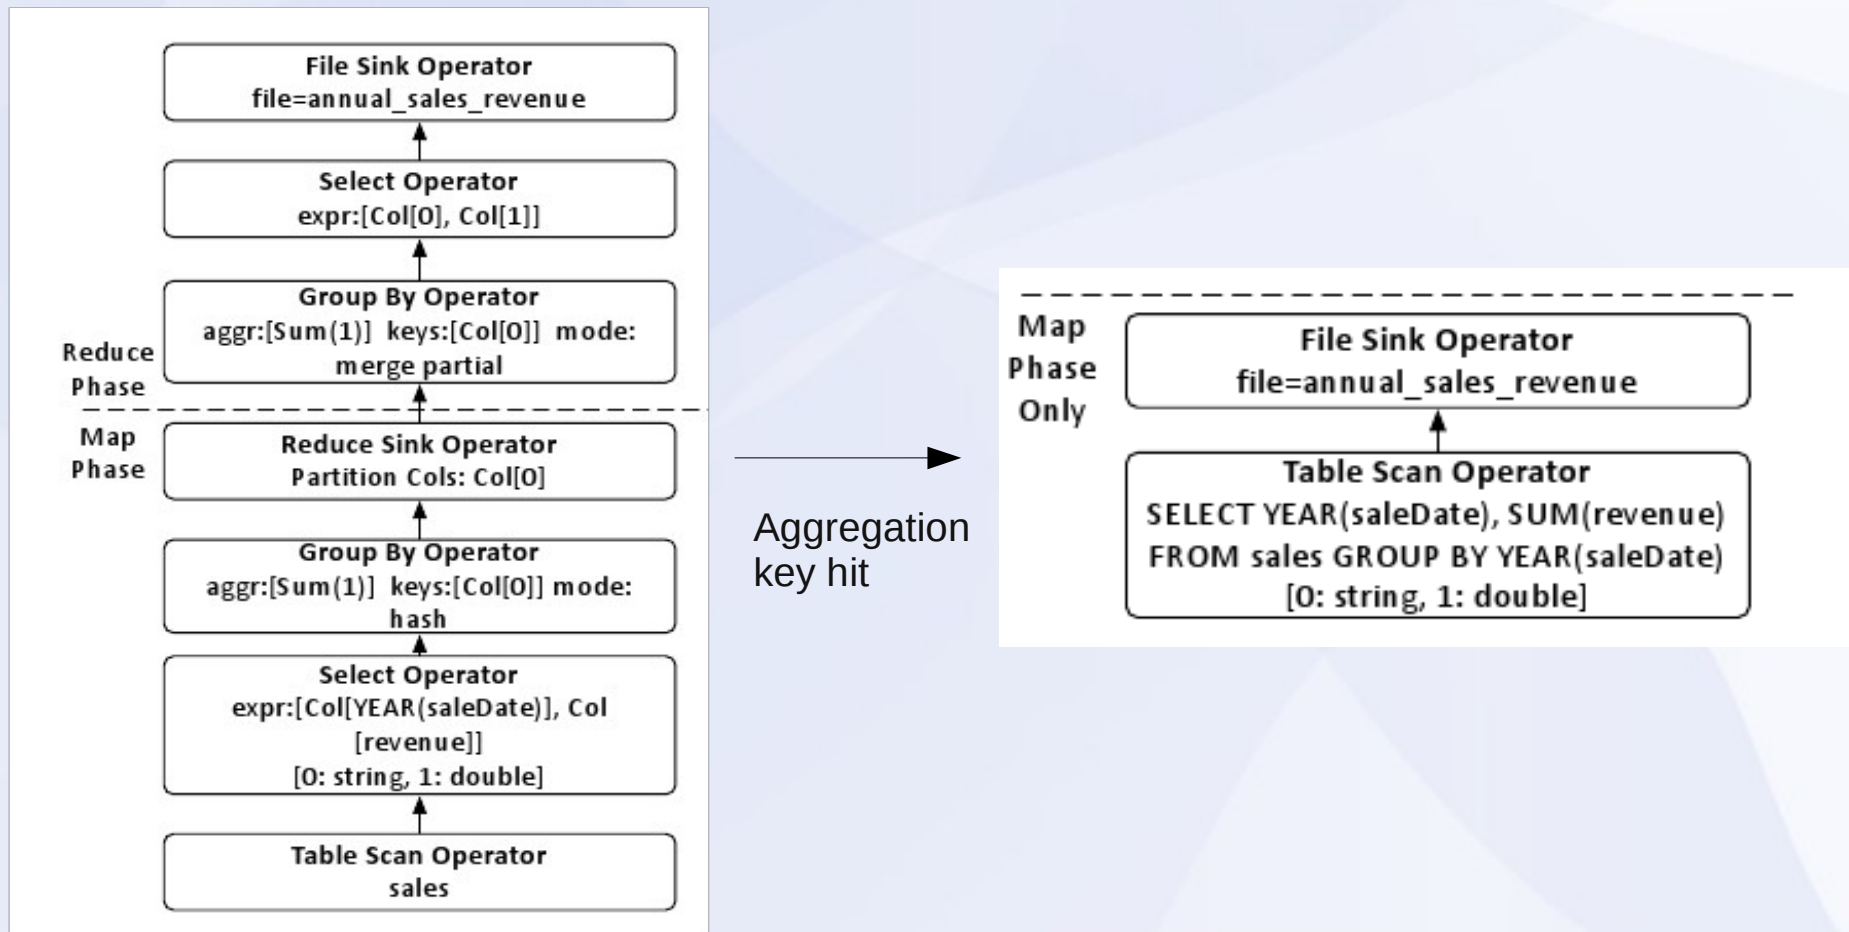 File Sink Operator
file=annual_sales_revenue
Select Operator
expr:[Col[0], Col[1]]
Group By Operator
aggr:[Sum(1)] keys:[Col[0]] mode:
merge partial
Reduce
Phase
Map
Phase
Reduce Sink Operator
Partition Cols: Col[0]
Group By Operator
aggr:[Sum(1)] keys:[Col[0]] mode:
hash
Select Operator
expr:[Col[YEAR(saleDate)], Col
[revenue]]
[0: string, 1: double]
Table Scan Operator
sales
Aggregation
key hit
Map
Phase
Only
File Sink Operator
file=annual_sales_revenue
Table Scan Operator
SELECT YEAR(saleDate), SUM(revenue)
FROM sales GROUP BY YEAR(saleDate)
[0: string, 1: double]